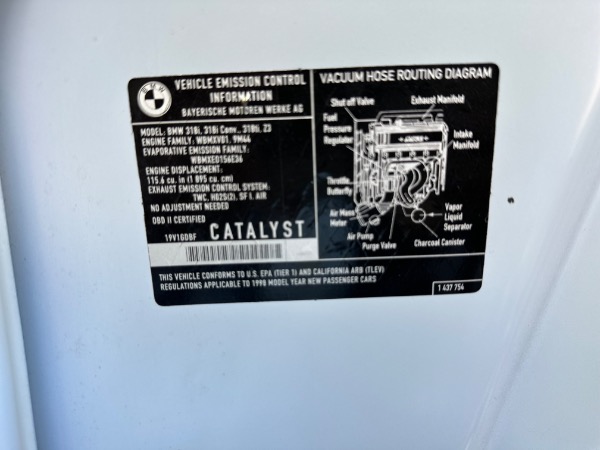 BMW
VEHICLE EMISSION CONTROL
INFORMATION
BAYERISCHE MOTOREN WERKE AG
MODEL: BMW 318i, 318i Conv., 318ti, Z3
ENGINE FAMILY: WBMXV01. 9M44
EVAPORATIVE EMISSION FAMILY:
WBMXE0156E36
ENGINE DISPLACEMENT:
115.6 cu. in (1 895 cu. cm)
EXHAUST EMISSION CONTROL SYSTEM:
TWC, HO2S(2), SFI, AIR
NO ADJUSTMENT NEEDED
OBD II CERTIFIED
19V1GDBF
CATALYST
VACUUM HOSE ROUTING DIAGRAM
Shut off Valve
Exhaust Manifold
Fuel
Pressure
Regulator
Intake
Manifold
Throttle
Butterfly
Air Mass
Meter
Vapor
Liquid
Separator
Air Pump
Purge Valve
Charcoal Canister
THIS VEHICLE CONFORMS TO U.S. EPA (TIER 1) AND CALIFORNIA ARB (TLEV)
REGULATIONS APPLICABLE TO 1998 MODEL YEAR NEW PASSENGER CARS
1 437 754